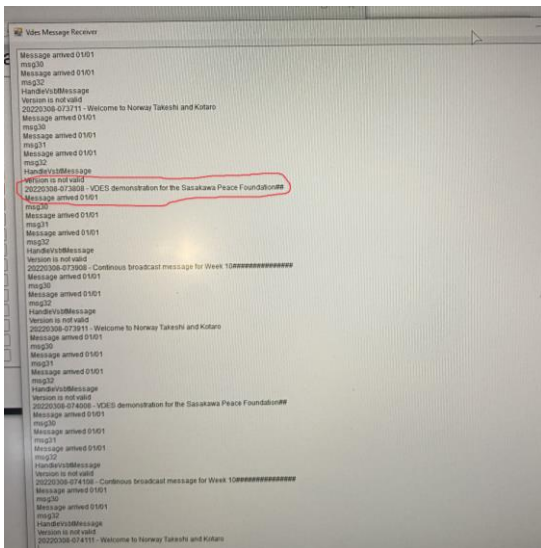 Vdes Message Receiver
Message arrived 01/01
msg30
Message arrived 01/01
msg32
HandleVsbtMessage
Version is not valid
20220308-073711 - Welcome to Norway Takeshi and Kotaro
Message arrived 01/01
msg30
Message arrived 01/01
msg31
Message arrived 01/01
msg32
HandleVsbtMessage
Version is not valid
20220308-073808 - VDES demonstration for the Sasakawa Peace Foundation##
Message arrived 01/01
msg30
Message arrived 01/01
msg31
Message arrived 01/01
msg32
HandleVsbtMessage
Version is not valid
20220308-073908 - Continous broadcast message for Week 10###############
Message arrived 01/01
msg30
Message arrived 01/01
msg32
HandleVsbtMessage
Version is not valid
20220308-073911 - Welcome to Norway Takeshi and Kotaro
Message arrived 01/01
msg30
Message arrived 01/01
msg31
Message arrived 01/01
msg32
HandleVsbtMessage
Version is not valid
20220308-074008 - VDES demonstration for the Sasakawa Peace Foundation##
Message arrived 01/01
msg30
Message arrived 01/01
msg31
Message arrived 01/01
msg32
HandleVsbtMessage
Version is not valid
20220308-074108 - Continous broadcast message for Week 10###############
Message arrived 01/01
msg30
Message arrived 01/01
msg32
HandleVsbtMessage
Version is not valid
20220308-074111 - Welcome to Norway Takeshi and Kotaro